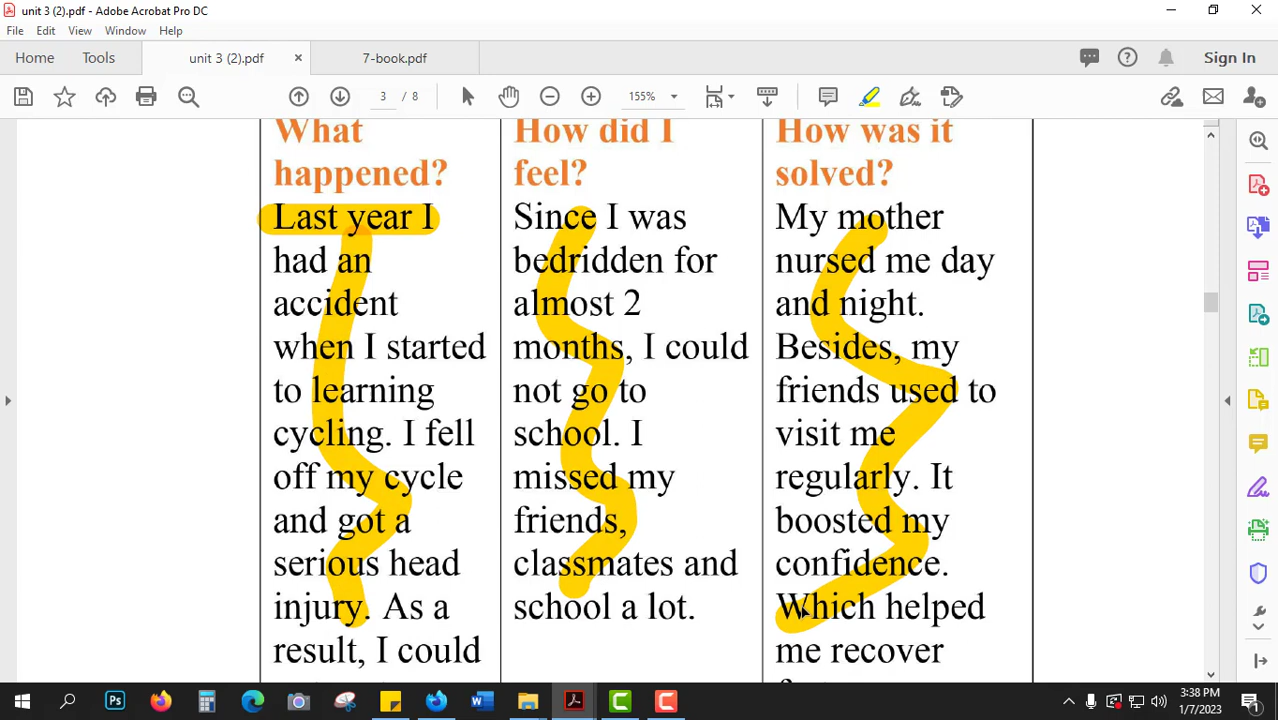 unit 3 (2).pdf - Adobe Acrobat Pro DC
File Edit View Window Help
Home Tools unit 3 (2).pdf 7-book.pdf Sign In
3 / 8 155%
What happened?
Last year I
had an
accident
when I started
to learning
cycling. I fell
off my cycle
and got a
serious head
injury. As a
result, I could
How did I feel?
Since I was
bedridden for
almost 2
months, I could
not go to
school. I
missed my
friends,
classmates and
school a lot.
How was it solved?
My mother
nursed me day
and night.
Besides, my
friends used to
visit me
regularly. It
boosted my
confidence.
Which helped
me recover
3:38 PM
1/7/2023